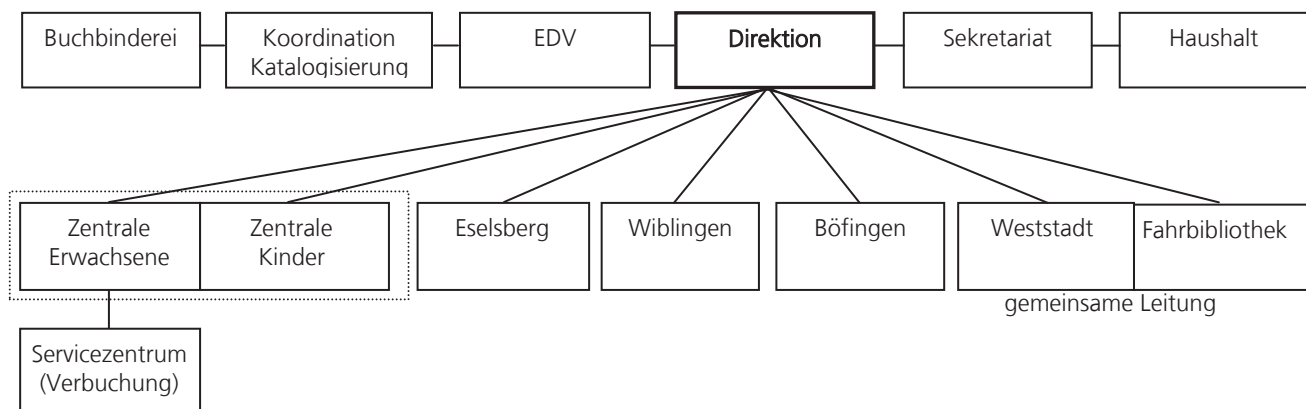 Buchbinderei
Koordination
Katalogisierung
EDV
Direktion
Sekretariat
Haushalt
Zentrale
Erwachsene
Zentrale
Kinder
Eselsberg
Wiblingen
Böfingen
Weststadt
Fahrbibliothek
gemeinsame Leitung
Servicezentrum
(Verbuchung)